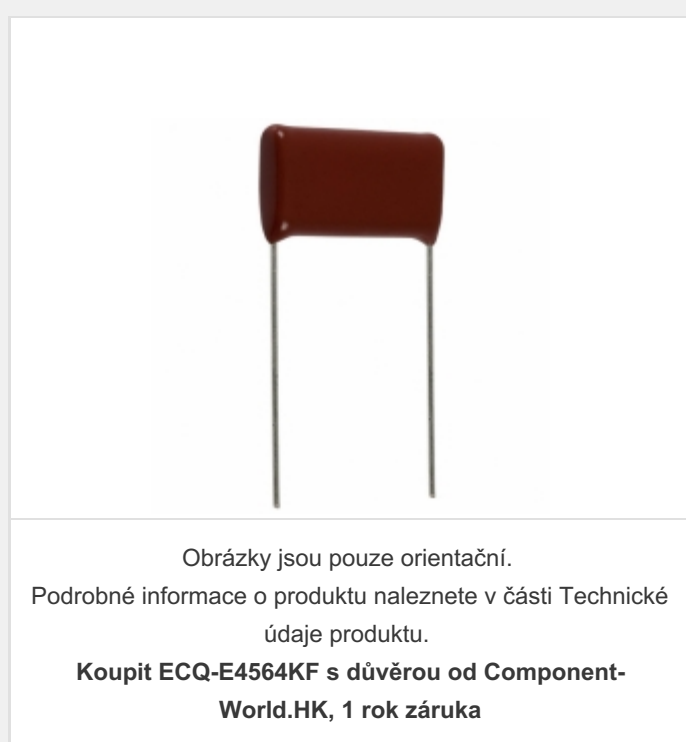 Obrázky jsou pouze orientační.
Podrobné informace o produktu naleznete v části Technické
údaje produktu.
Koupit ECQ-E4564KF s důvěrou od Component-
World.HK, 1 rok záruka